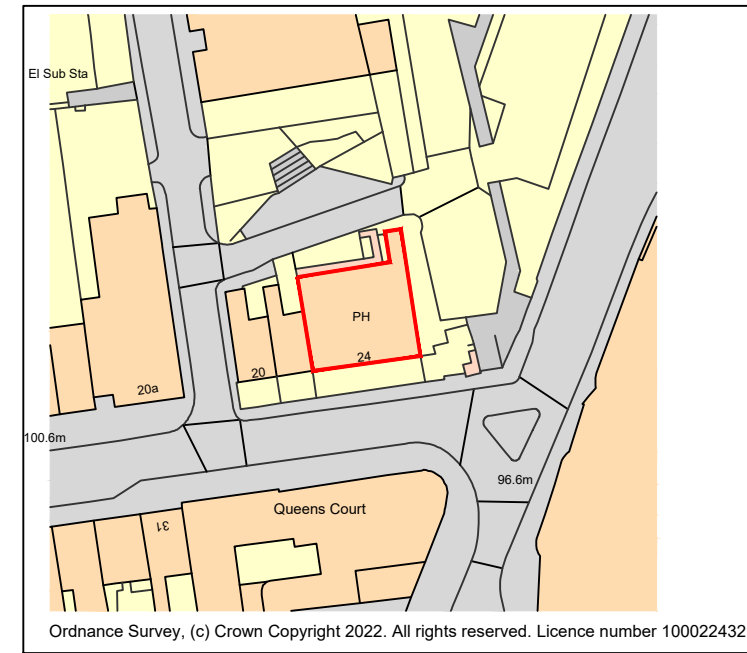 El Sub Sta
PH
24
20
20a
100.6m
96.6m
Queens Court
31
Ordnance Survey, (c) Crown Copyright 2022. All rights reserved. Licence number 100022432